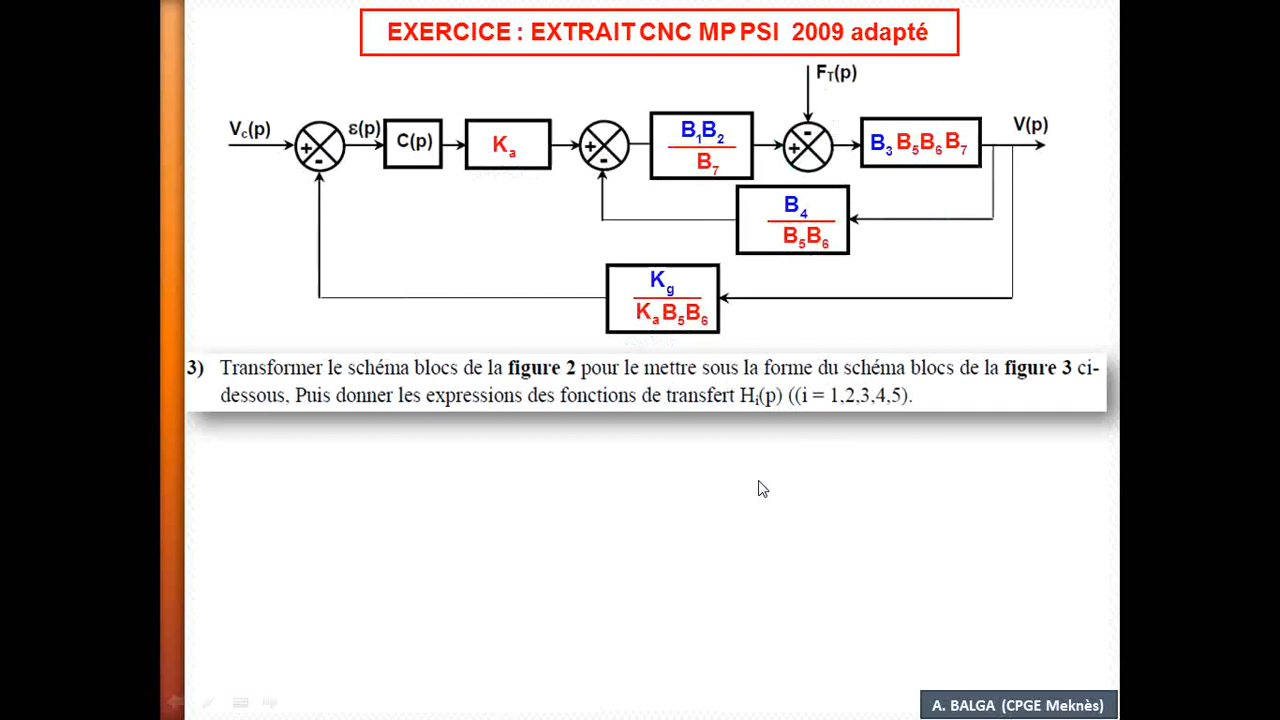 EXERCICE : EXTRAIT CNC MP PSI 2009 adapté
F_T(p)
V_c(p)
+
-
ε(p)
C(p)
K_a
+
-
B_1B_2
B_7
-
+
B_3 B_5B_6B_7
V(p)
B_4
B_5B_6
K_g
K_aB_5B_6
3) Transformer le schéma blocs de la figure 2 pour le mettre sous la forme du schéma blocs de la figure 3 ci-
dessous. Puis donner les expressions des fonctions de transfert H_i(p) ((i = 1,2,3,4,5).
A. BALGA (CPGE Meknès)